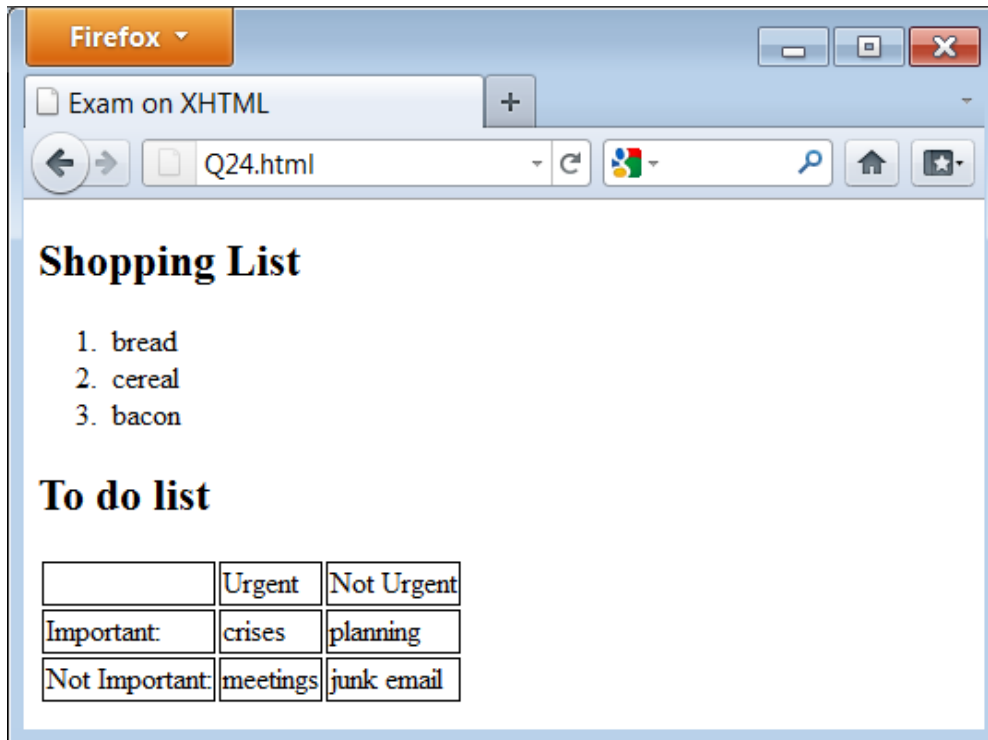 Firefox
Exam on XHTML
Q24.html
Shopping List
1. bread
2. cereal
3. bacon
To do list
Urgent Not Urgent
Important: crises planning
Not Important: meetings junk email